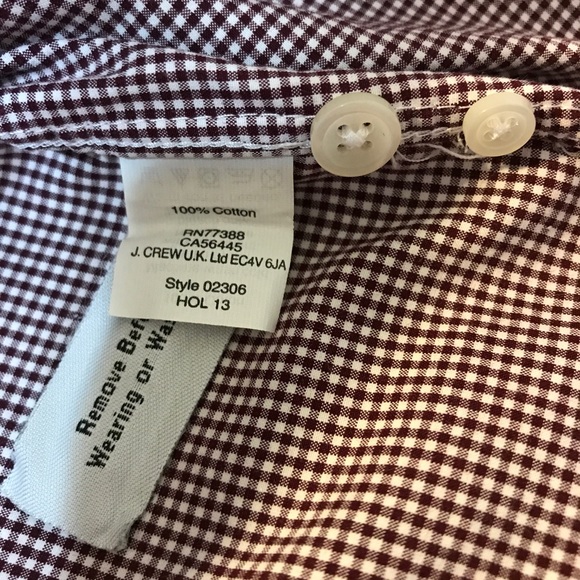 100% Cotton
RN77388
CA56445
J. CREW U.K. Ltd EC4V 6JA
Style 02306
HOL 13
Remove
Wearing or